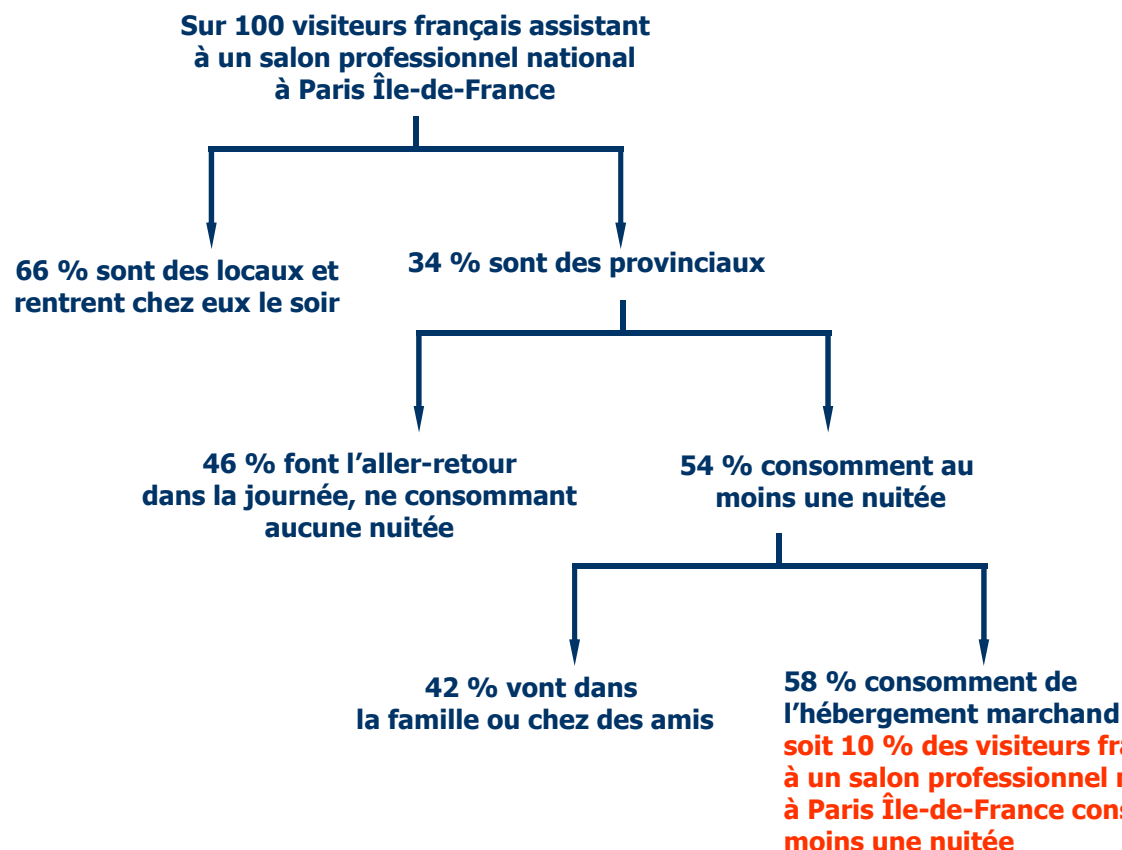 Sur 100 visiteurs français assistant
à un salon professionnel national
à Paris Île-de-France
66 % sont des locaux et
rentrent chez eux le soir
34 % sont des provinciaux
46 % font l’aller-retour
dans la journée, ne consommant
aucune nuitée
54 % consomment au
moins une nuitée
42 % vont dans
la famille ou chez des amis
58 % consomment de
l’hébergement marchand
soit 10 % des visiteurs
à un salon professionnel
à Paris Île-de-France
moins une nuitée